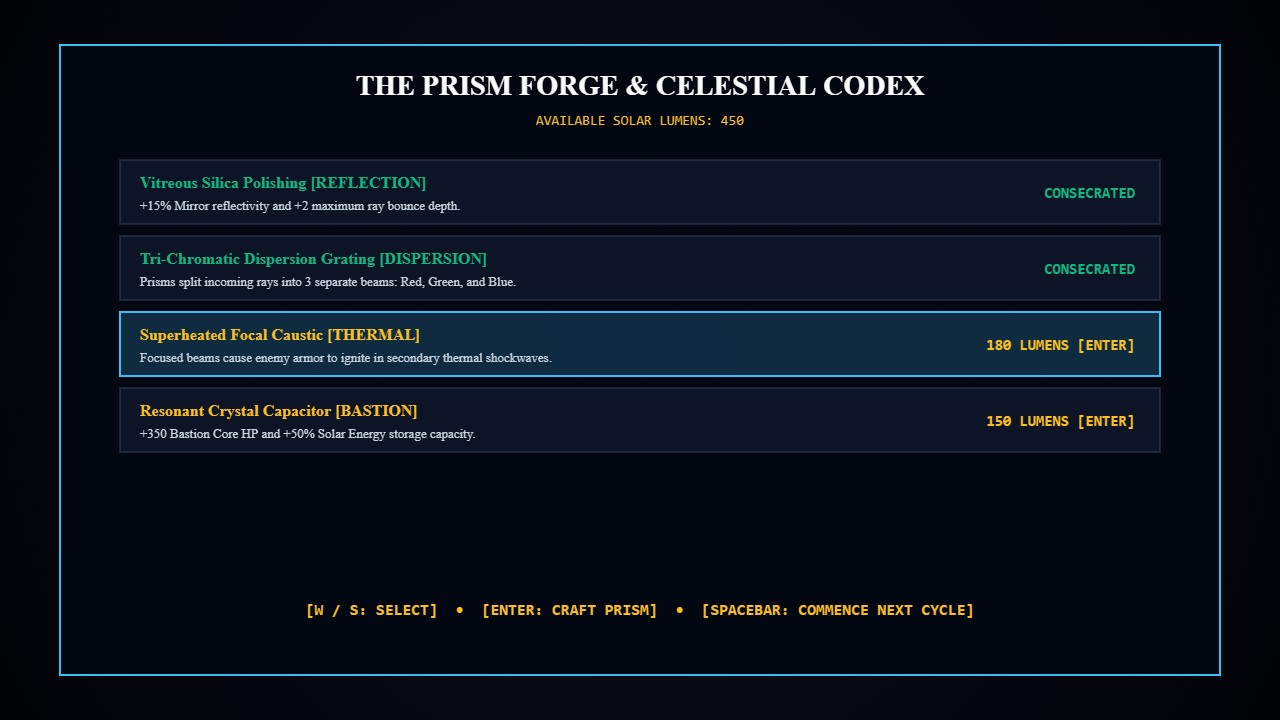 THE PRISM FORGE & CELESTIAL CODEX
AVAILABLE SOLAR LUMENS: 450
Vitreous Silica Polishing [REFLECTION]
+15% Mirror reflectivity and +2 maximum ray bounce depth.
CONSECRATED
Tri-Chromatic Dispersion Grating [DISPERSION]
Prisms split incoming rays into 3 separate beams: Red, Green, and Blue.
CONSECRATED
Superheated Focal Caustic [THERMAL]
Focused beams cause enemy armor to ignite in secondary thermal shockwaves.
180 LUMENS [ENTER]
Resonant Crystal Capacitor [BASTION]
+350 Bastion Core HP and +50% Solar Energy storage capacity.
150 LUMENS [ENTER]
[W / S: SELECT] • [ENTER: CRAFT PRISM] • [SPACEBAR: COMMENCE NEXT CYCLE]